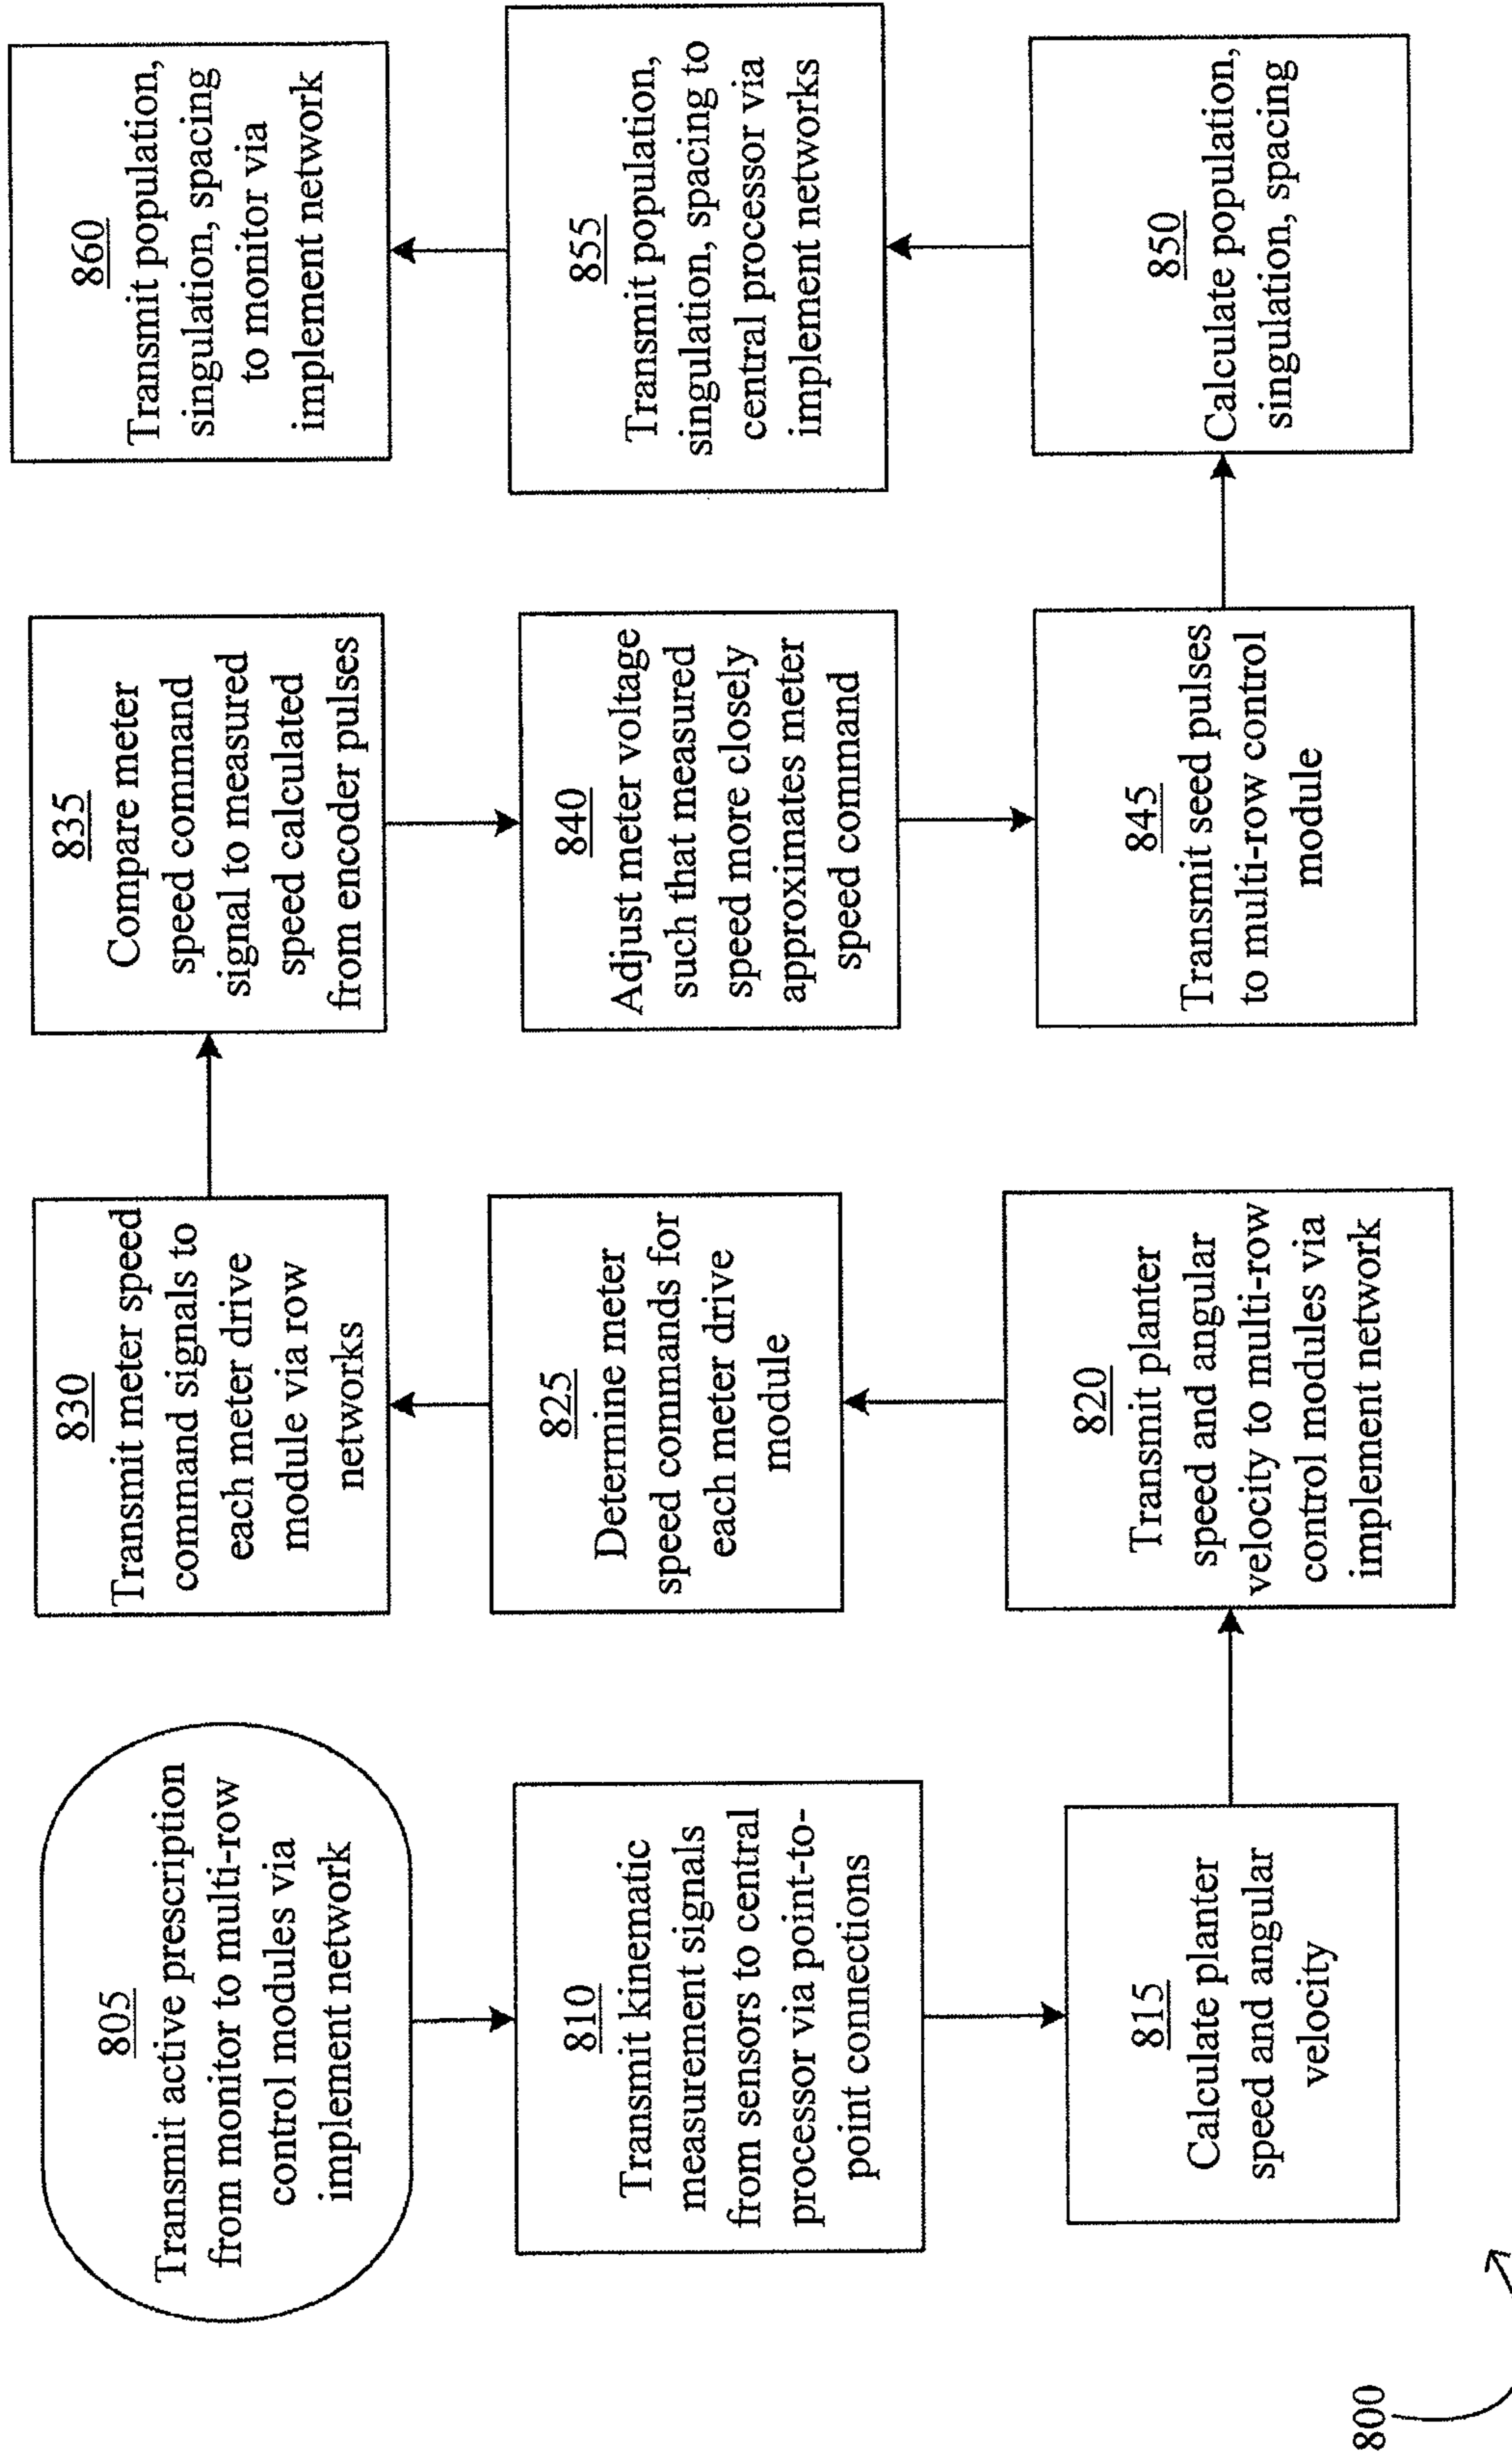 805
Transmit active prescription
from monitor to multi-row
control modules via
implement network
810
Transmit kinematic
measurement signals
from sensors to central
processor via point-to-
point connections
815
Calculate planter
speed and angular
velocity
820
Transmit planter
speed and angular
velocity to multi-row
control modules via
implement network
825
Determine meter
speed commands for
each meter drive
module
830
Transmit meter speed
command signals to
each meter drive
module via row
networks
835
Compare meter
speed command
signal to measured
speed calculated
from encoder pulses
840
Adjust meter voltage
such that measured
speed more closely
approximates meter
speed command
845
Transmit seed pulses
to multi-row control
module
850
Calculate population,
singulation, spacing
855
Transmit population,
singulation, spacing to
central processor via
implement networks
860
Transmit population,
singulation, spacing
to monitor via
implement network
800